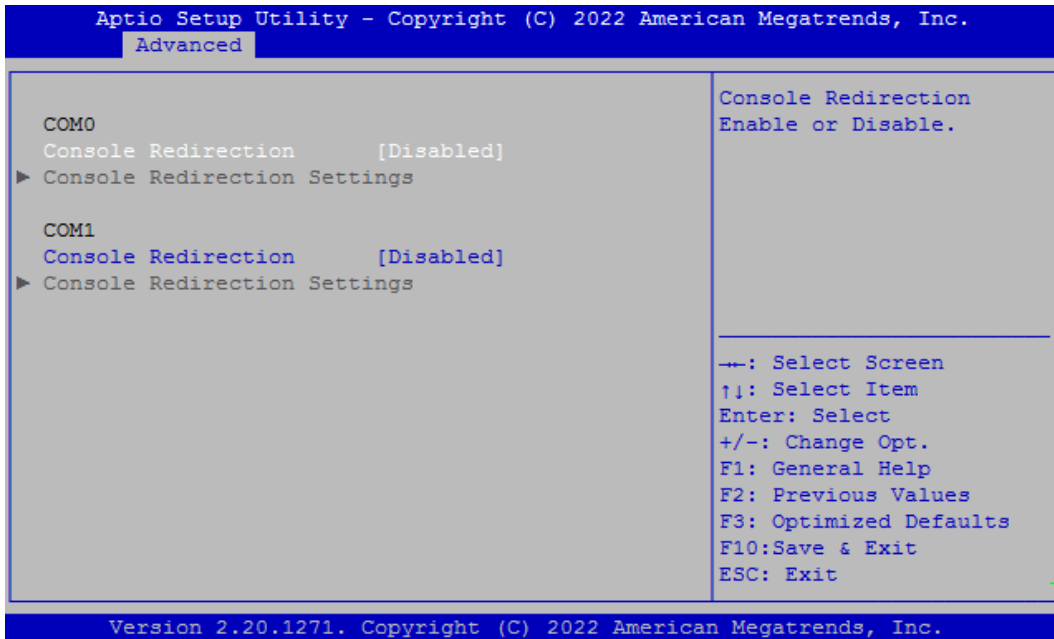 Aptio Setup Utility - Copyright (C) 2022 American Megatrends, Inc.
Advanced
COM0
Console Redirection [Disabled]
▶ Console Redirection Settings
COM1
Console Redirection [Disabled]
▶ Console Redirection Settings
Console Redirection
Enable or Disable.
→←: Select Screen
↑↓: Select Item
Enter: Select
+/-: Change Opt.
F1: General Help
F2: Previous Values
F3: Optimized Defaults
F10:Save & Exit
ESC: Exit
Version 2.20.1271. Copyright (C) 2022 American Megatrends, Inc.